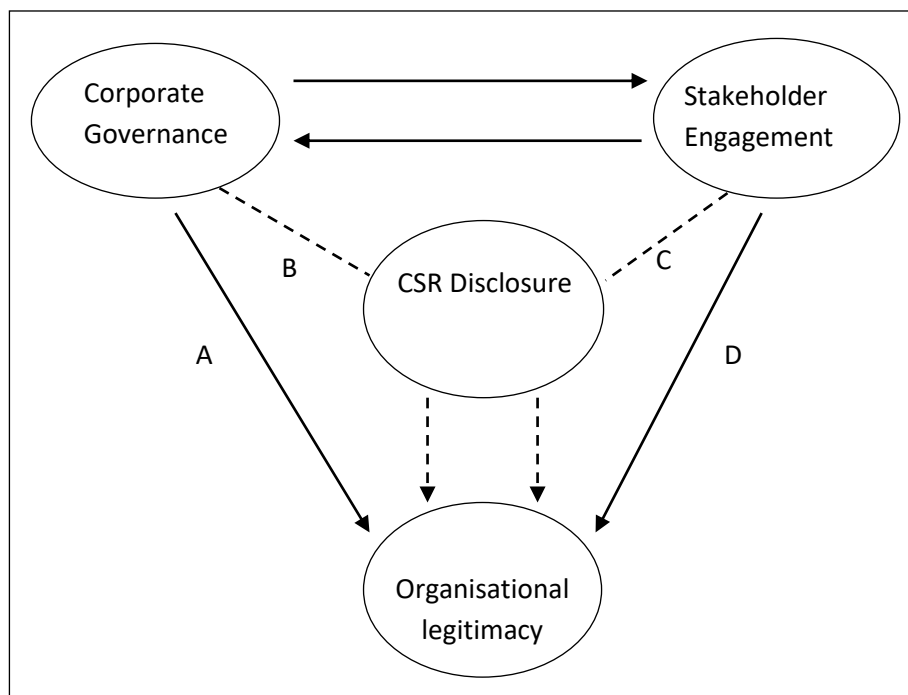 Corporate
Governance
Stakeholder
Engagement
CSR Disclosure
B
C
A
D
Organisational
legitimacy